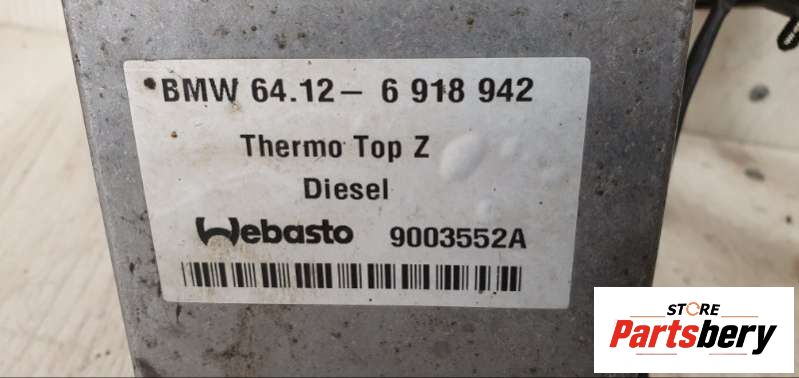 BMW 64.12 – 6 918 942
Thermo Top Z
Diesel
Webasto 9003552A
STORE
Partsbery